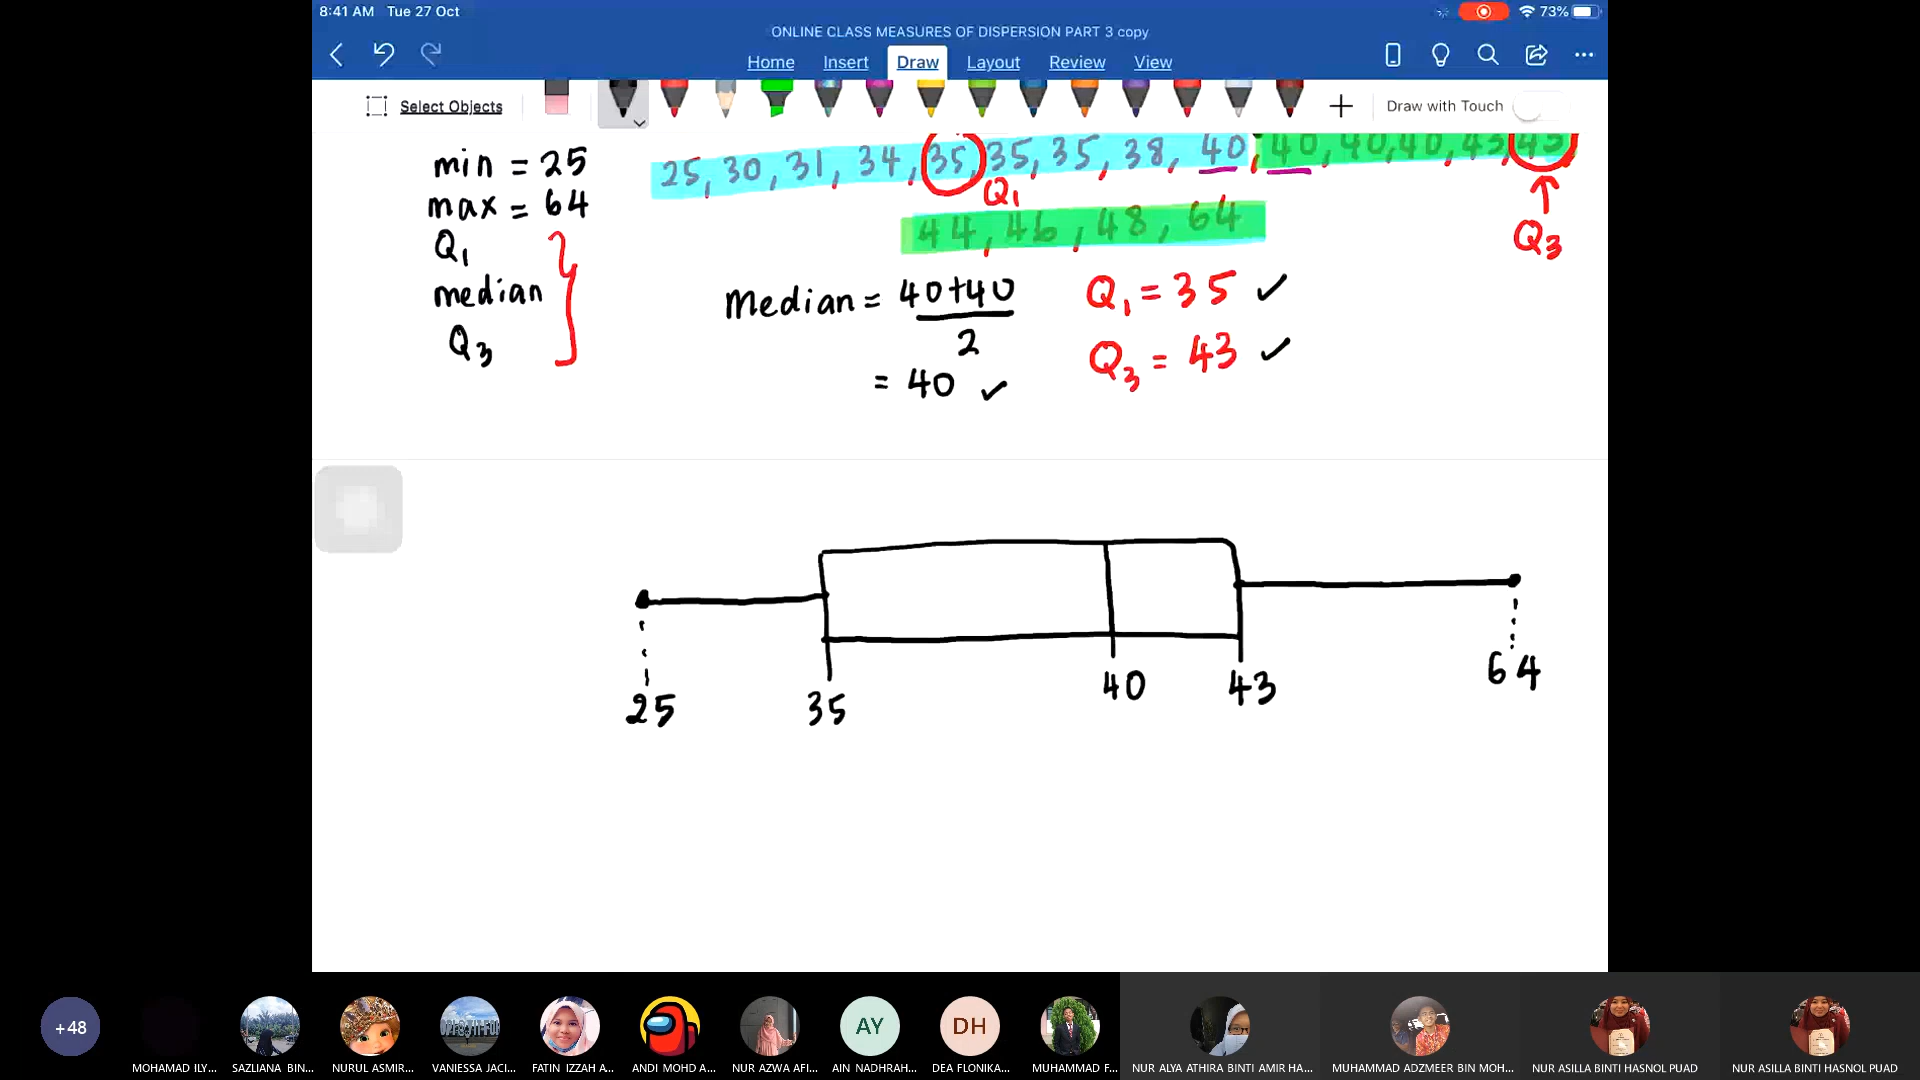 8:41 AM Tue 27 Oct
73%
ONLINE CLASS MEASURES OF DISPERSION PART 3 copy
Home Insert Draw Layout Review View
Select Objects
Draw with Touch
min = 25
max = 64
Q1
median
Q3
25, 30, 31, 34, 35, 35, 35, 38, 40, 40, 40, 40, 43, 43
Q1
44, 46, 48, 64
Q3
Median = 40+40
2
= 40 ✓
Q1 = 35 ✓
Q3 = 43 ✓
25 35 40 43 64
+48
AY
DH
MOHAMAD ILY...
SAZLIANA BIN...
NURUL ASMIR...
VANIESSA JACI...
FATIN IZZAH A...
ANDI MOHD A...
NUR AZWA AFI...
AIN NADHRAH...
DEA FLONIKA...
MUHAMMAD F...
NUR ALYA ATHIRA BINTI AMIR HA...
MUHAMMAD ADZMEER BIN MOH...
NUR ASILLA BINTI HASNOL PUAD
NUR ASILLA BINTI HASNOL PUAD